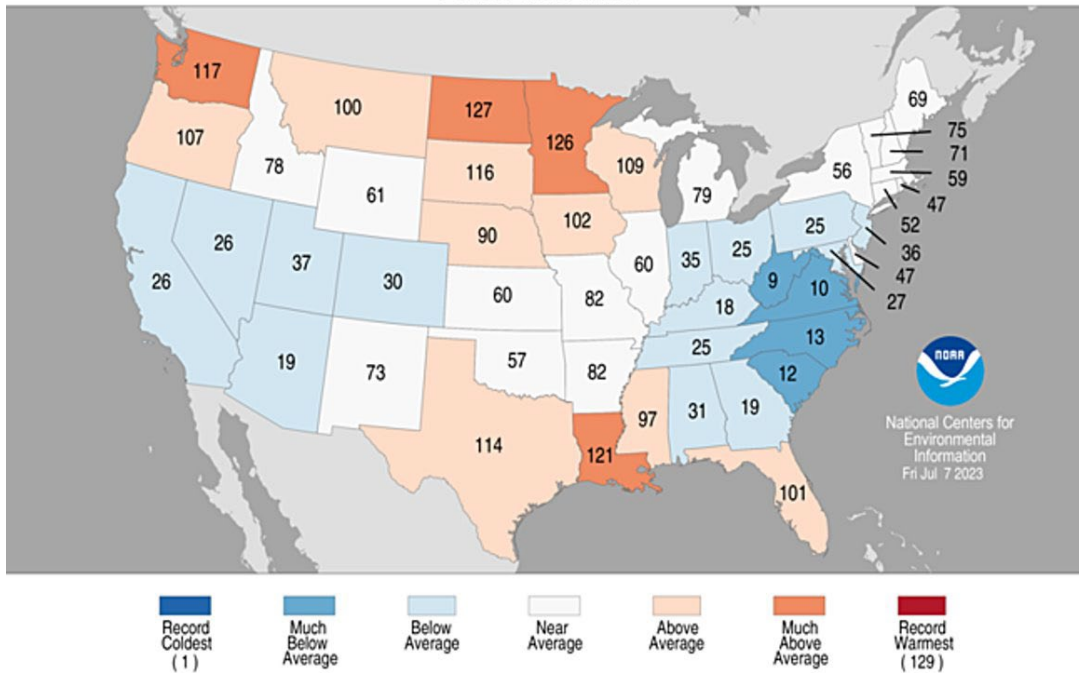 117
100
127
126
107
116
109
78
61
102
90
79
56
69
75
71
59
47
52
36
47
27
26
26
37
30
60
82
60
35
25
25
9
10
18
19
73
57
82
25
13
12
114
121
97
31
19
101
NOAA
National Centers for
Environmental
Information
Fri Jul 7 2023
Record
Coldest
( 1 )
Much
Below
Average
Below
Average
Near
Average
Above
Average
Much
Above
Average
Record
Warmest
( 129 )